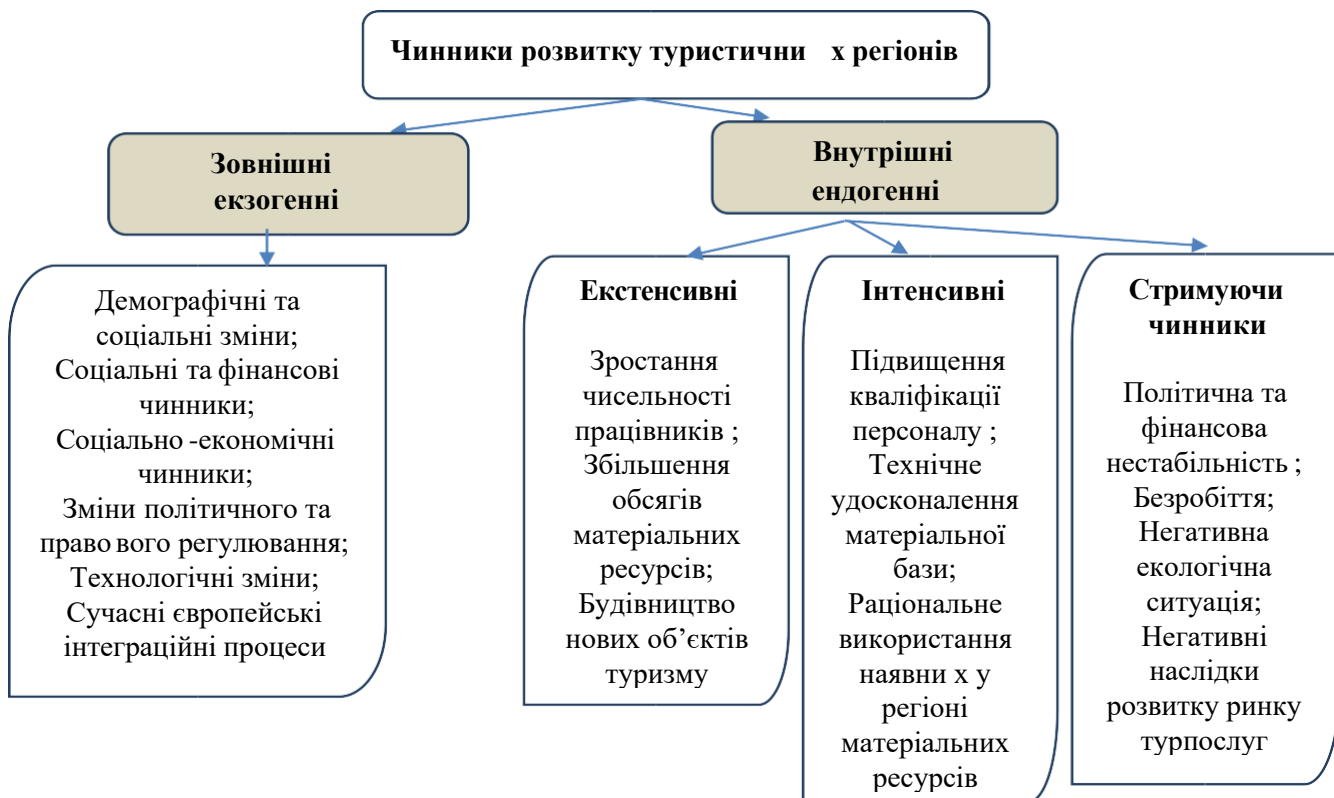 Чинники розвитку туристични х регіонів
Зовнішні
екзогенні
Внутрішні
ендогенні
Демографічні та
соціальні зміни;
Соціальні та фінансові
чинники;
Соціально -економічні
чинники;
Зміни політичного та
право вого регулювання;
Технологічні зміни;
Сучасні європейські
інтеграційні процеси
Екстенсивні
Зростання
чисельності
працівників ;
Збільшення
обсягів
матеріальних
ресурсів;
Будівництво
нових об’єктів
туризму
Інтенсивні
Підвищення
кваліфікації
персоналу ;
Технічне
удосконалення
матеріальної
бази;
Раціональне
використання
наявни х у
регіоні
матеріальних
ресурсів
Стримуючи
чинники
Політична та
фінансова
нестабільність ;
Безробіття;
Негативна
екологічна
ситуація;
Негативні
наслідки
розвитку ринку
турпослуг